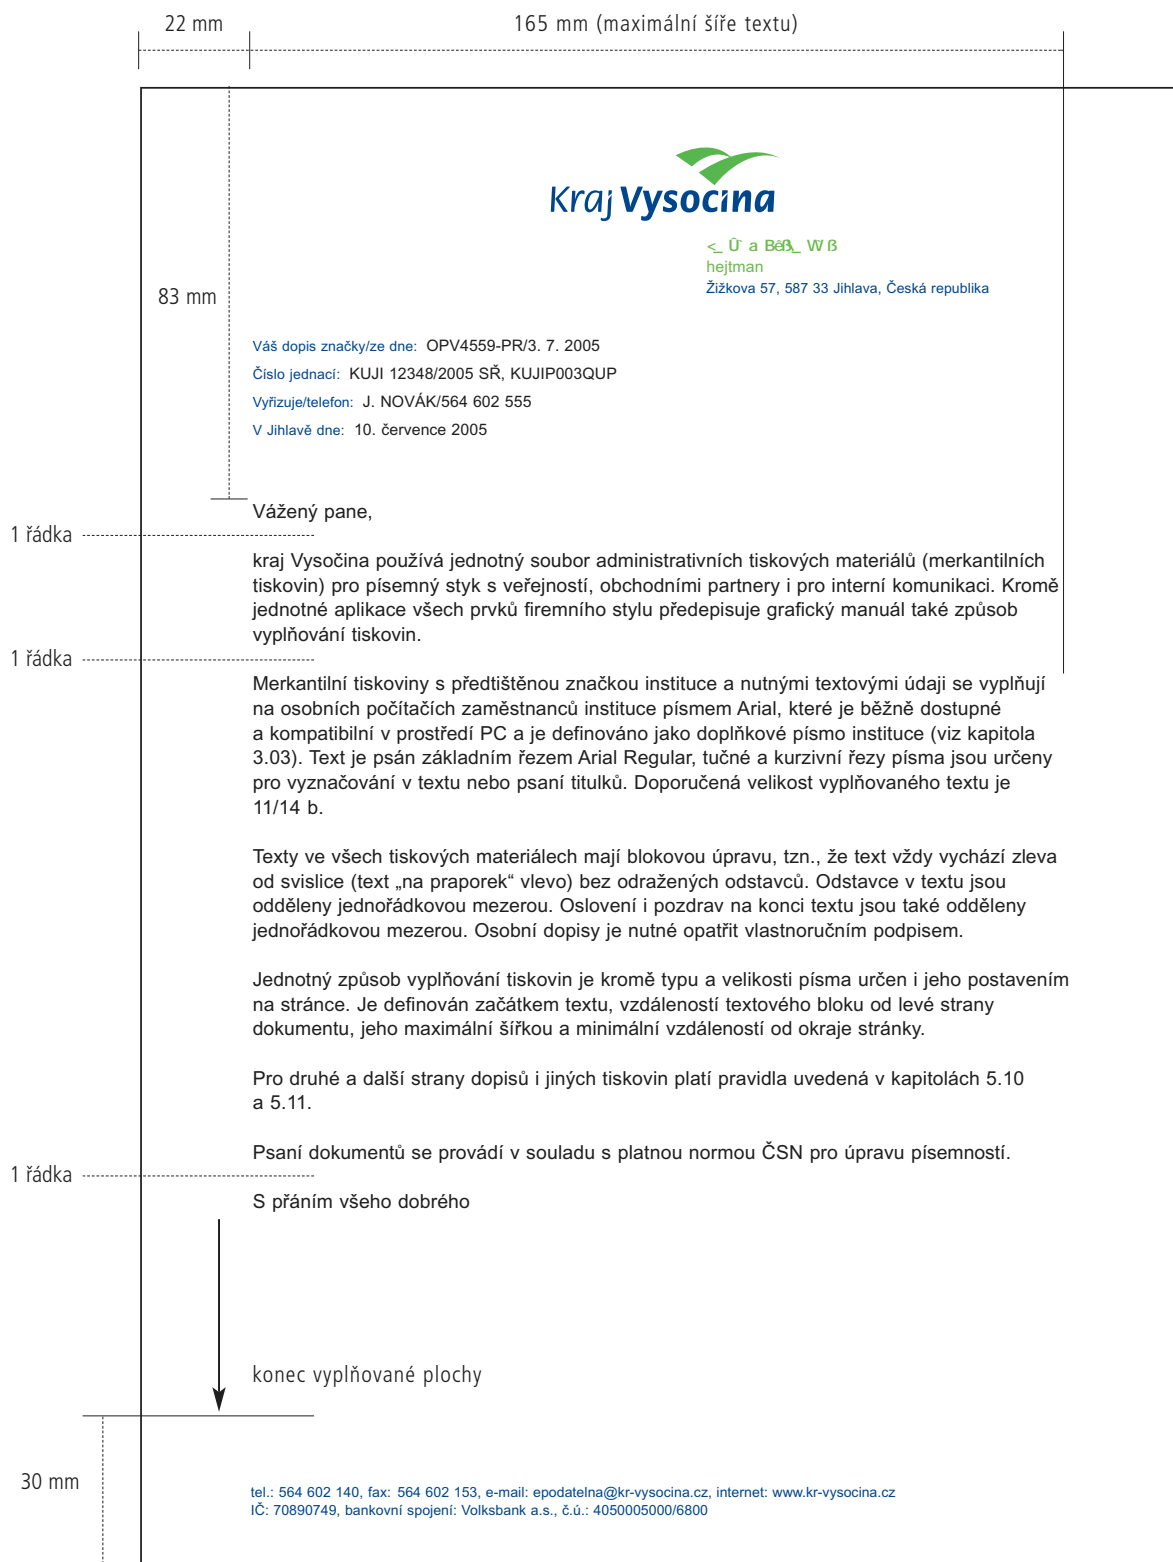 22 mm
165 mm (maximální šíře textu)
Kraj Vysocina
hejtman
Žižkova 57, 587 33 Jihlava, Česká republika
83 mm
Váš dopis značky/ze dne: OPV4559-PR/3. 7. 2005
Číslo jednací: KUJI 12348/2005 SŘ, KUJIP003QUP
Vyřizuje/telefon: J. NOVÁK/564 602 555
V Jihlavě dne: 10. července 2005
Vážený pane,
1 řádka
kraj Vysočina používá jednotný soubor administrativních tiskových materiálů (merkantilních
tiskovin) pro písemný styk s veřejností, obchodními partnery i pro interní komunikaci. Kromě
jednotné aplikace všech prvků firemního stylu předepisuje grafický manuál také způsob
vyplňování tiskovin.
1 řádka
Merkantilní tiskoviny s předtištěnou značkou instituce a nutnými textovými údaji se vyplňují
na osobních počítačích zaměstnanců instituce písmem Arial, které je běžně dostupné
a kompatibilní v prostředí PC a je definováno jako doplňkové písmo instituce (viz kapitola
3.03). Text je psán základním řezem Arial Regular, tučné a kurzivní řezy písma jsou určeny
pro vyznačování v textu nebo psaní titulků. Doporučená velikost vyplňovaného textu je
11/14 b.
Texty ve všech tiskových materiálech mají blokovou úpravu, tzn., že text vždy vychází zleva
od svislice (text „na praporek“ vlevo) bez odražených odstavců. Odstavce v textu jsou
odděleny jednořádkovou mezerou. Oslovení i pozdrav na konci textu jsou také odděleny
jednořádkovou mezerou. Osobní dopisy je nutné opatřit vlastnoručním podpisem.
Jednotný způsob vyplňování tiskovin je kromě typu a velikosti písma určen i jeho postavením
na stránce. Je definován začátkem textu, vzdáleností textového bloku od levé strany
dokumentu, jeho maximální šířkou a minimální vzdáleností od okraje stránky.
Pro druhé a další strany dopisů i jiných tiskovin platí pravidla uvedená v kapitolách 5.10
a 5.11.
Psaní dokumentů se provádí v souladu s platnou normou ČSN pro úpravu písemností.
1 řádka
S přáním všeho dobrého
konec vyplňované plochy
30 mm
tel.: 564 602 140, fax: 564 602 153, e-mail: epodatelna@kr-vysocina.cz, internet: www.kr-vysocina.cz
IČ: 70890749, bankovní spojení: Volksbank a.s., č.ú.: 4050005000/6800